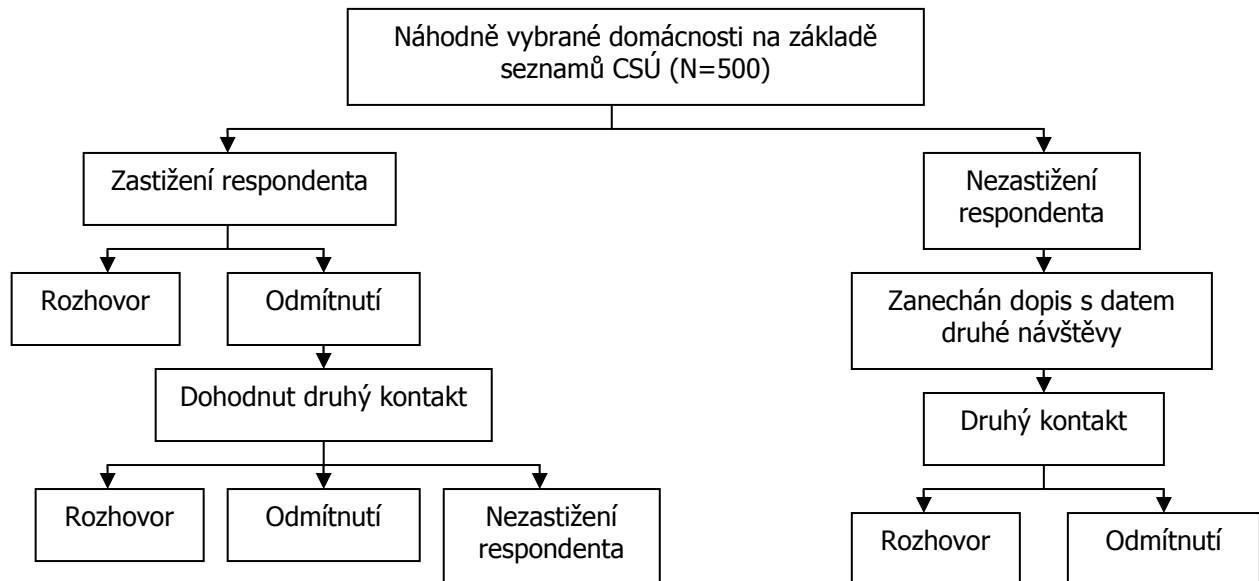 Náhodně vybrané domácnosti na základě
seznamů CSÚ (N=500)
Zastižení respondenta
Nezastižení
respondenta
Rozhovor
Odmítnutí
Zanechán dopis s datem
druhé návštěvy
Dohodnut druhý kontakt
Druhý kontakt
Rozhovor
Odmítnutí
Nezastižení
respondenta
Rozhovor
Odmítnutí